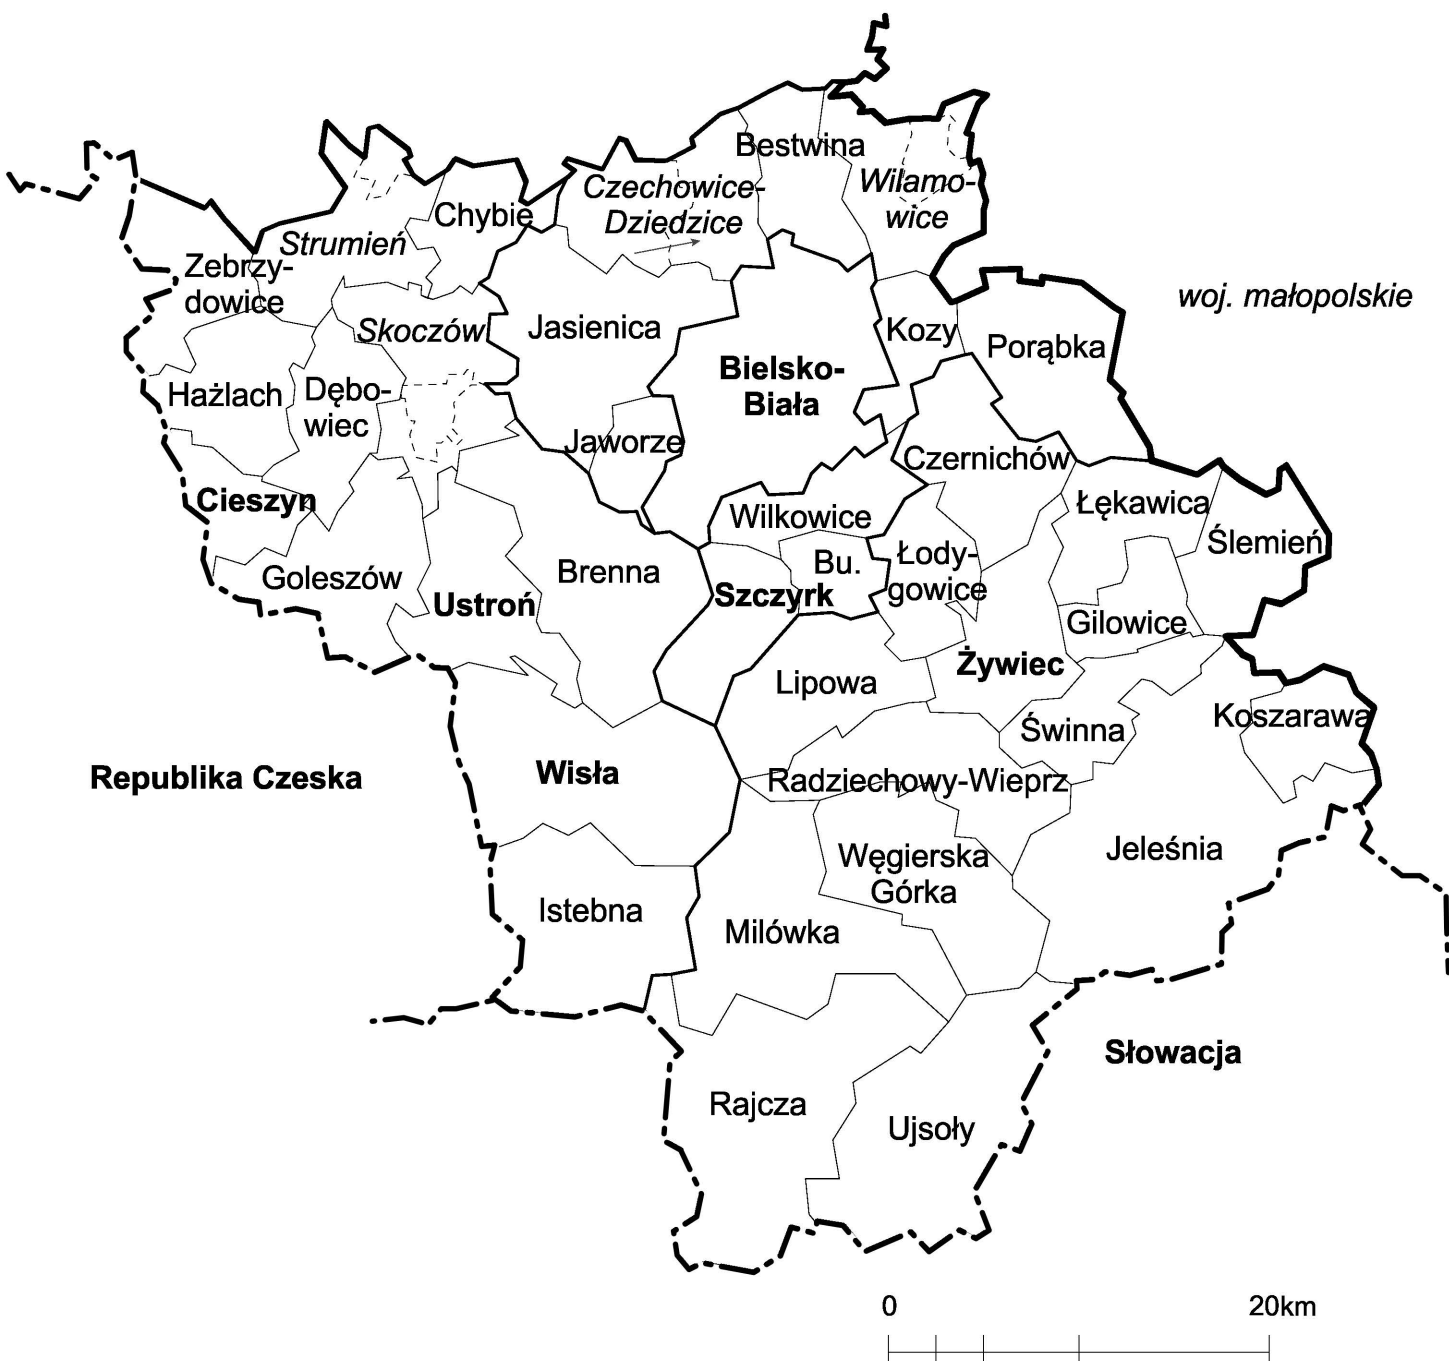 Bestwina
Wilamo-
wice
Czechowice-
Dziedzice
Chybie
Strumień
Zebrzy-
dowice
woj. małopolskie
Skoczów
Jasienica
Kozy
Porąbka
Bielsko-
Biała
Hażlach
Dębo-
wiec
Jaworze
Czernichów
Cieszyn
Łękawica
Wilkowice
Ślemień
Goleszów
Brenna
Bu.
Łody-
gowice
Szczyrk
Ustroń
Gilowice
Żywiec
Lipowa
Koszarawa
Świnna
Republika Czeska
Wisła
Radziechowy-Wieprz
Węgierska
Górka
Jeleśnia
Istebna
Milówka
Słowacja
Rajcza
Ujsoły
0
20km